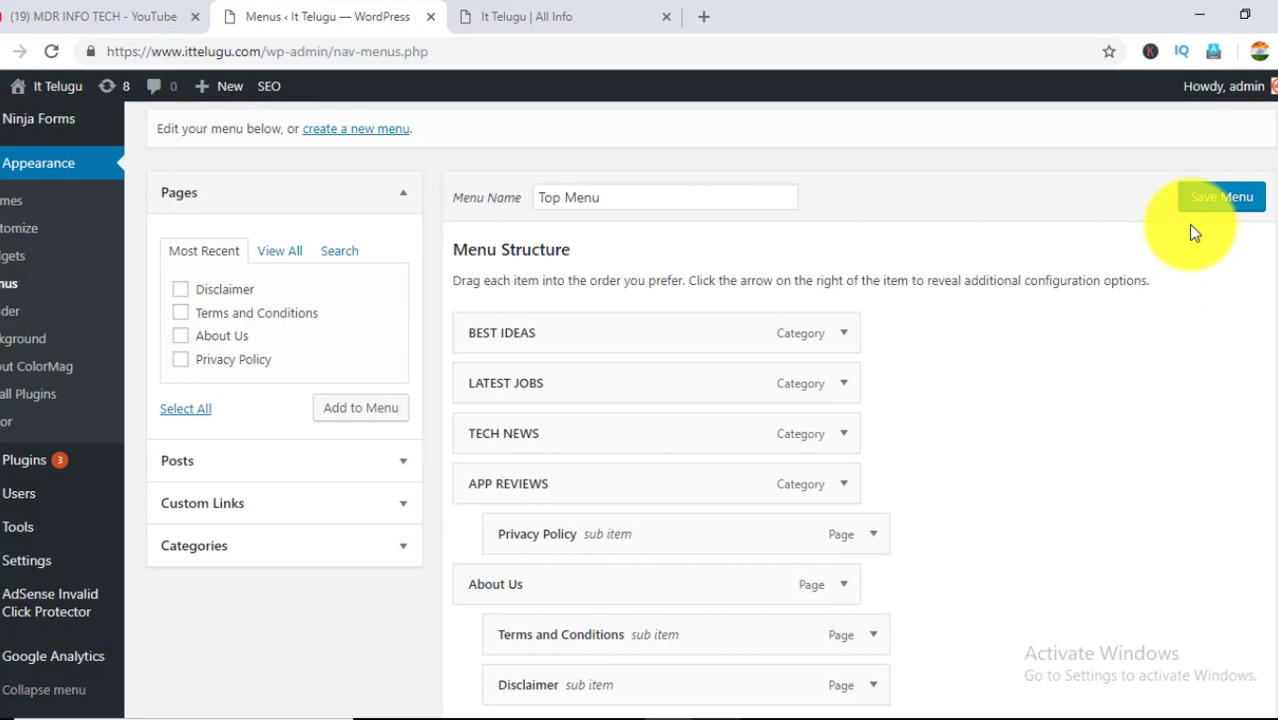 (19) MDR INFO TECH - YouTube
Menus ‹ It Telugu — WordPress
It Telugu | All Info
https://www.ittelugu.com/wp-admin/nav-menus.php
It Telugu 8 0 New SEO
Howdy, admin
Ninja Forms
Appearance
mes
tomize
dgets
nus
der
kground
out ColorMag
all Plugins
or
Plugins 3
Users
Tools
Settings
AdSense Invalid
Click Protector
Google Analytics
Collapse menu
Edit your menu below, or create a new menu.
Pages
Most Recent View All Search
Disclaimer
Terms and Conditions
About Us
Privacy Policy
Select All Add to Menu
Posts
Custom Links
Categories
Menu Name Top Menu
Save Menu
Menu Structure
Drag each item into the order you prefer. Click the arrow on the right of the item to reveal additional configuration options.
BEST IDEAS Category
LATEST JOBS Category
TECH NEWS Category
APP REVIEWS Category
Privacy Policy sub item Page
About Us Page
Terms and Conditions sub item Page
Disclaimer sub item Page
Activate Windows
Go to Settings to activate Windows.
K
IQ